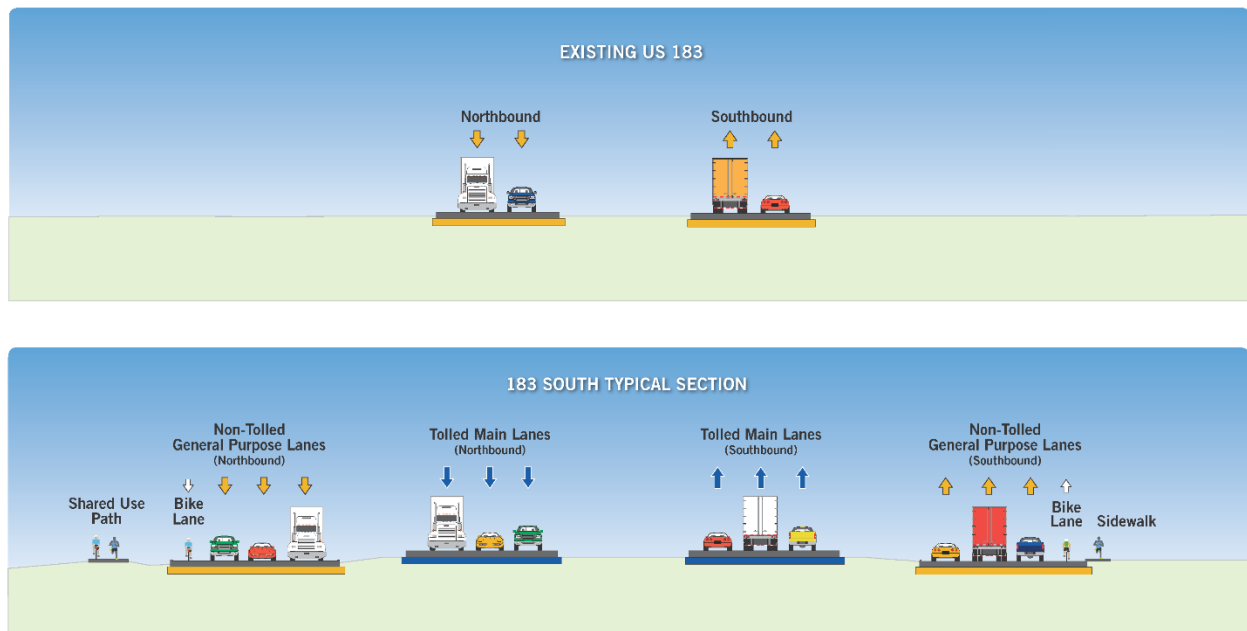 EXISTING US 183
Northbound
Southbound
183 SOUTH TYPICAL SECTION
Shared Use
Path
Bike
Lane
Non-Tolled
General Purpose Lanes
(Northbound)
Tolled Main Lanes
(Northbound)
Tolled Main Lanes
(Southbound)
Non-Tolled
General Purpose Lanes
(Southbound)
Bike
Lane
Sidewalk